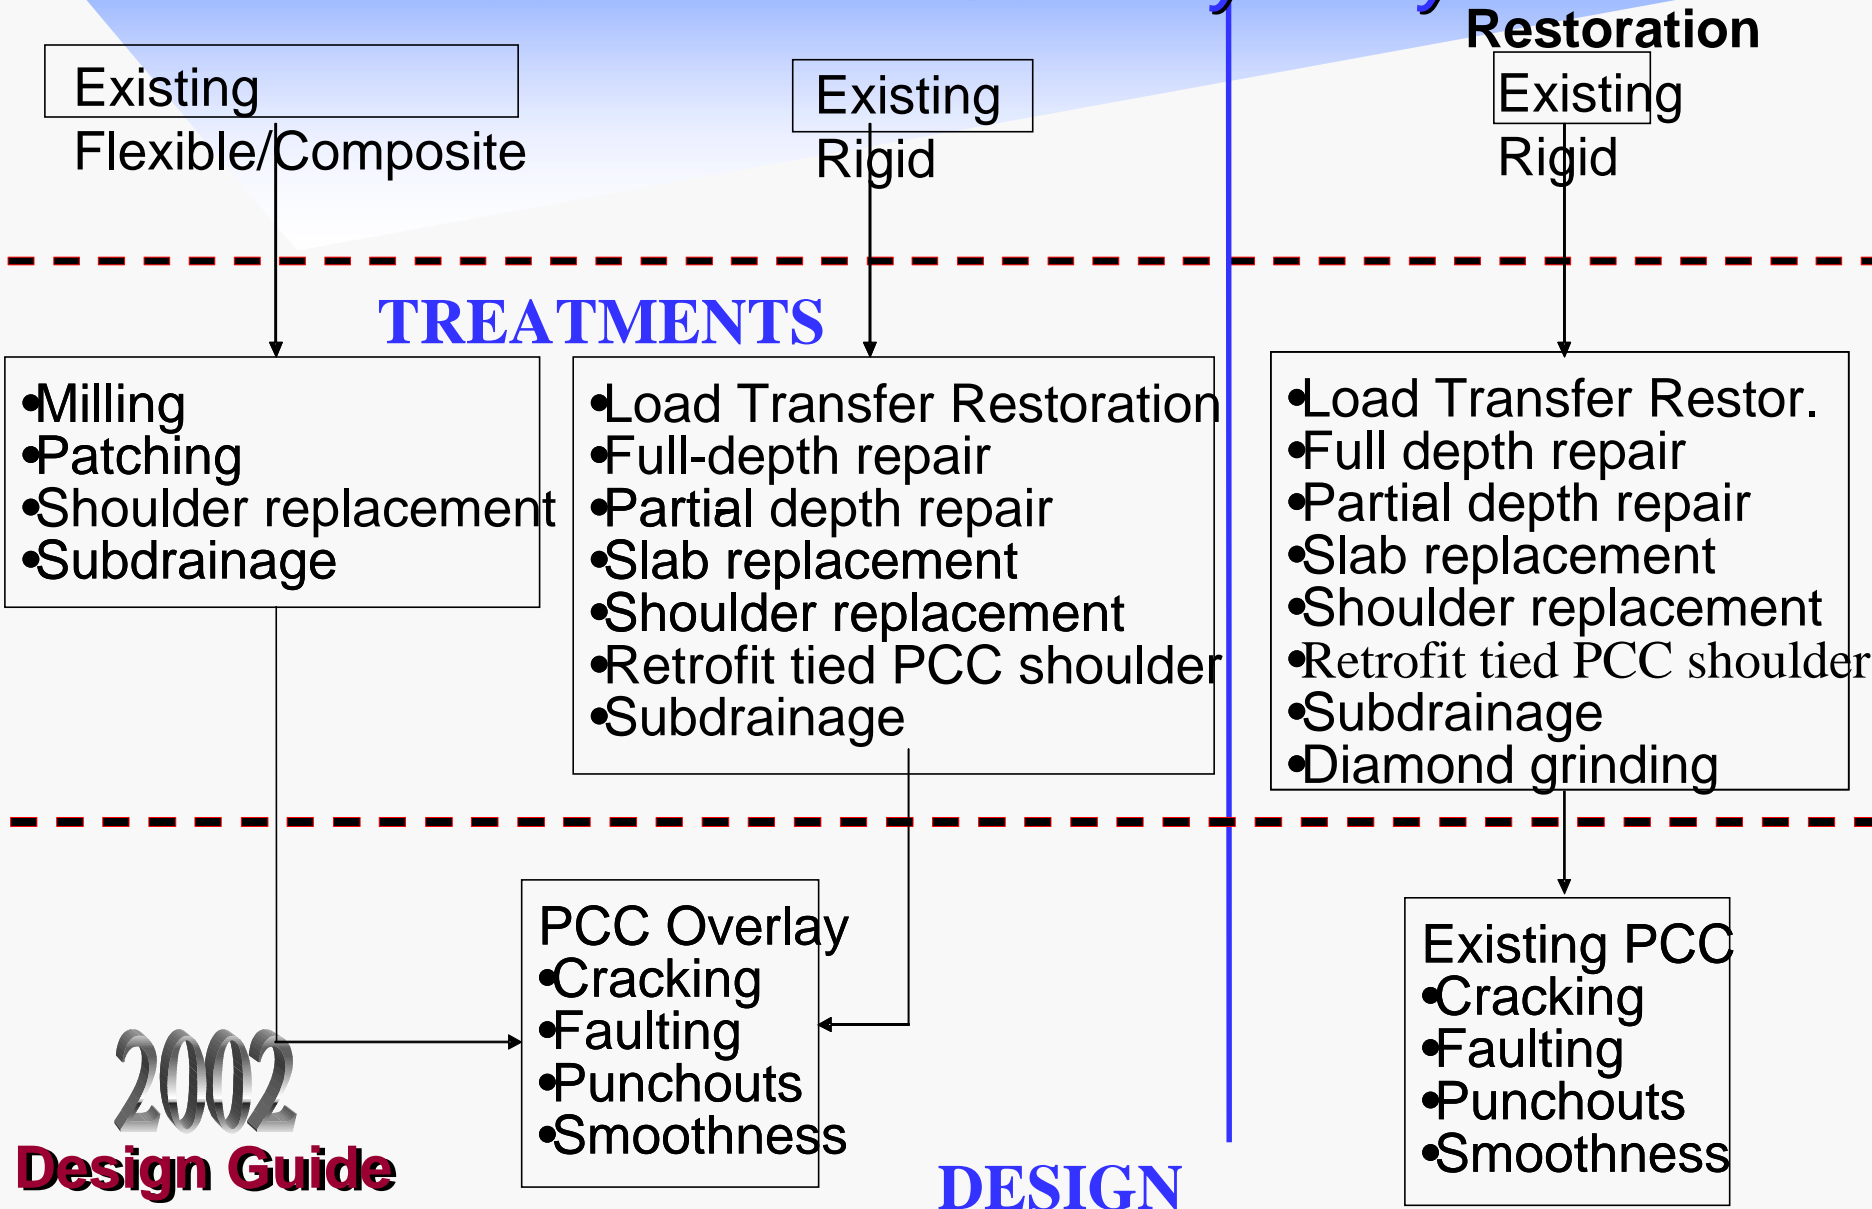 Restoration
Existing
Flexible/Composite
Existing
Rigid
Existing
Rigid
TREATMENTS
•Milling
•Patching
•Shoulder replacement
•Subdrainage
•Load Transfer Restoration
•Full-depth repair
•Partial depth repair
•Slab replacement
•Shoulder replacement
•Retrofit tied PCC shoulder
•Subdrainage
•Load Transfer Restor.
•Full depth repair
•Partial depth repair
•Slab replacement
•Shoulder replacement
•Retrofit tied PCC shoulder
•Subdrainage
•Diamond grinding
PCC Overlay
•Cracking
•Faulting
•Punchouts
•Smoothness
Existing PCC
•Cracking
•Faulting
•Punchouts
•Smoothness
2002
Design Guide
DESIGN